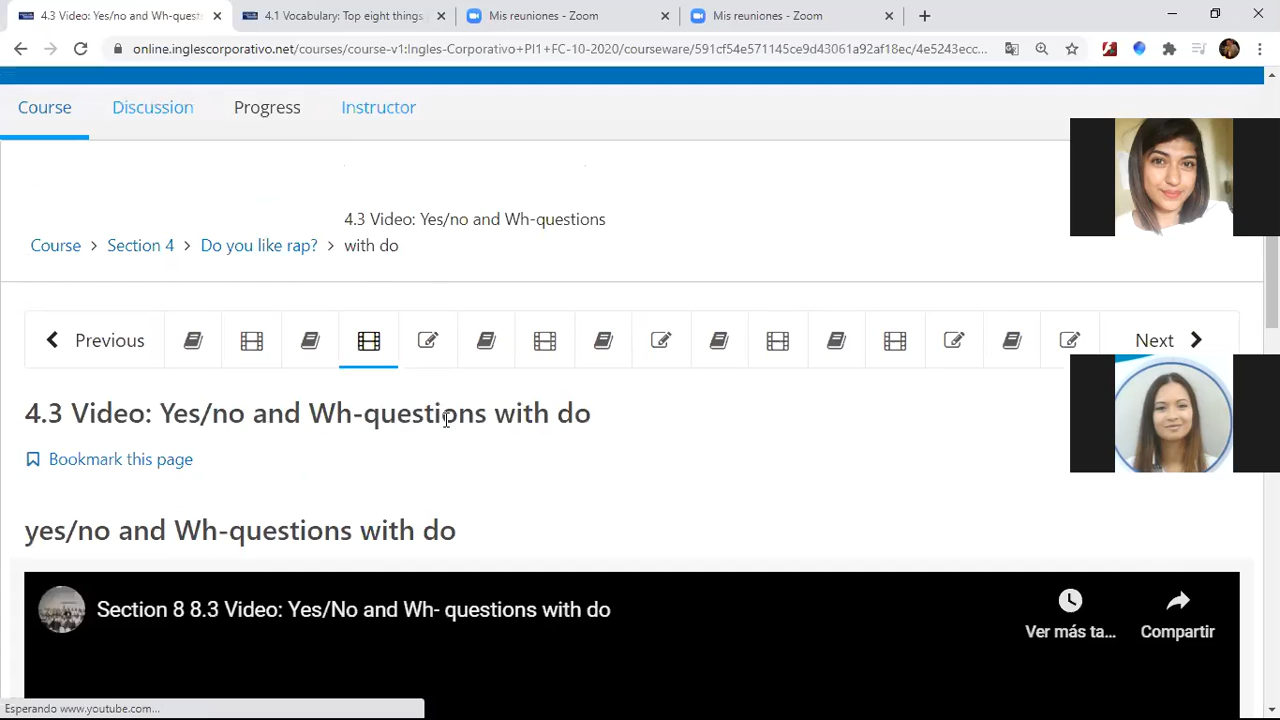 4.3 Video: Yes/no and Wh-quest
4.1 Vocabulary: Top eight things
Mis reuniones - Zoom
Mis reuniones - Zoom
online.inglescorporativo.net/courses/course-v1:Ingles-Corporativo+PI1+FC-10-2020/courseware/591cf54e571145ce9d43061a92af18ec/4e5243ecc...
Course Discussion Progress Instructor
Course > Section 4 > Do you like rap? > 4.3 Video: Yes/no and Wh-questions
with do
Previous Next
4.3 Video: Yes/no and Wh-questions with do
Bookmark this page
yes/no and Wh-questions with do
Section 8 8.3 Video: Yes/No and Wh- questions with do
Ver más ta... Compartir
Esperando www.youtube.com...